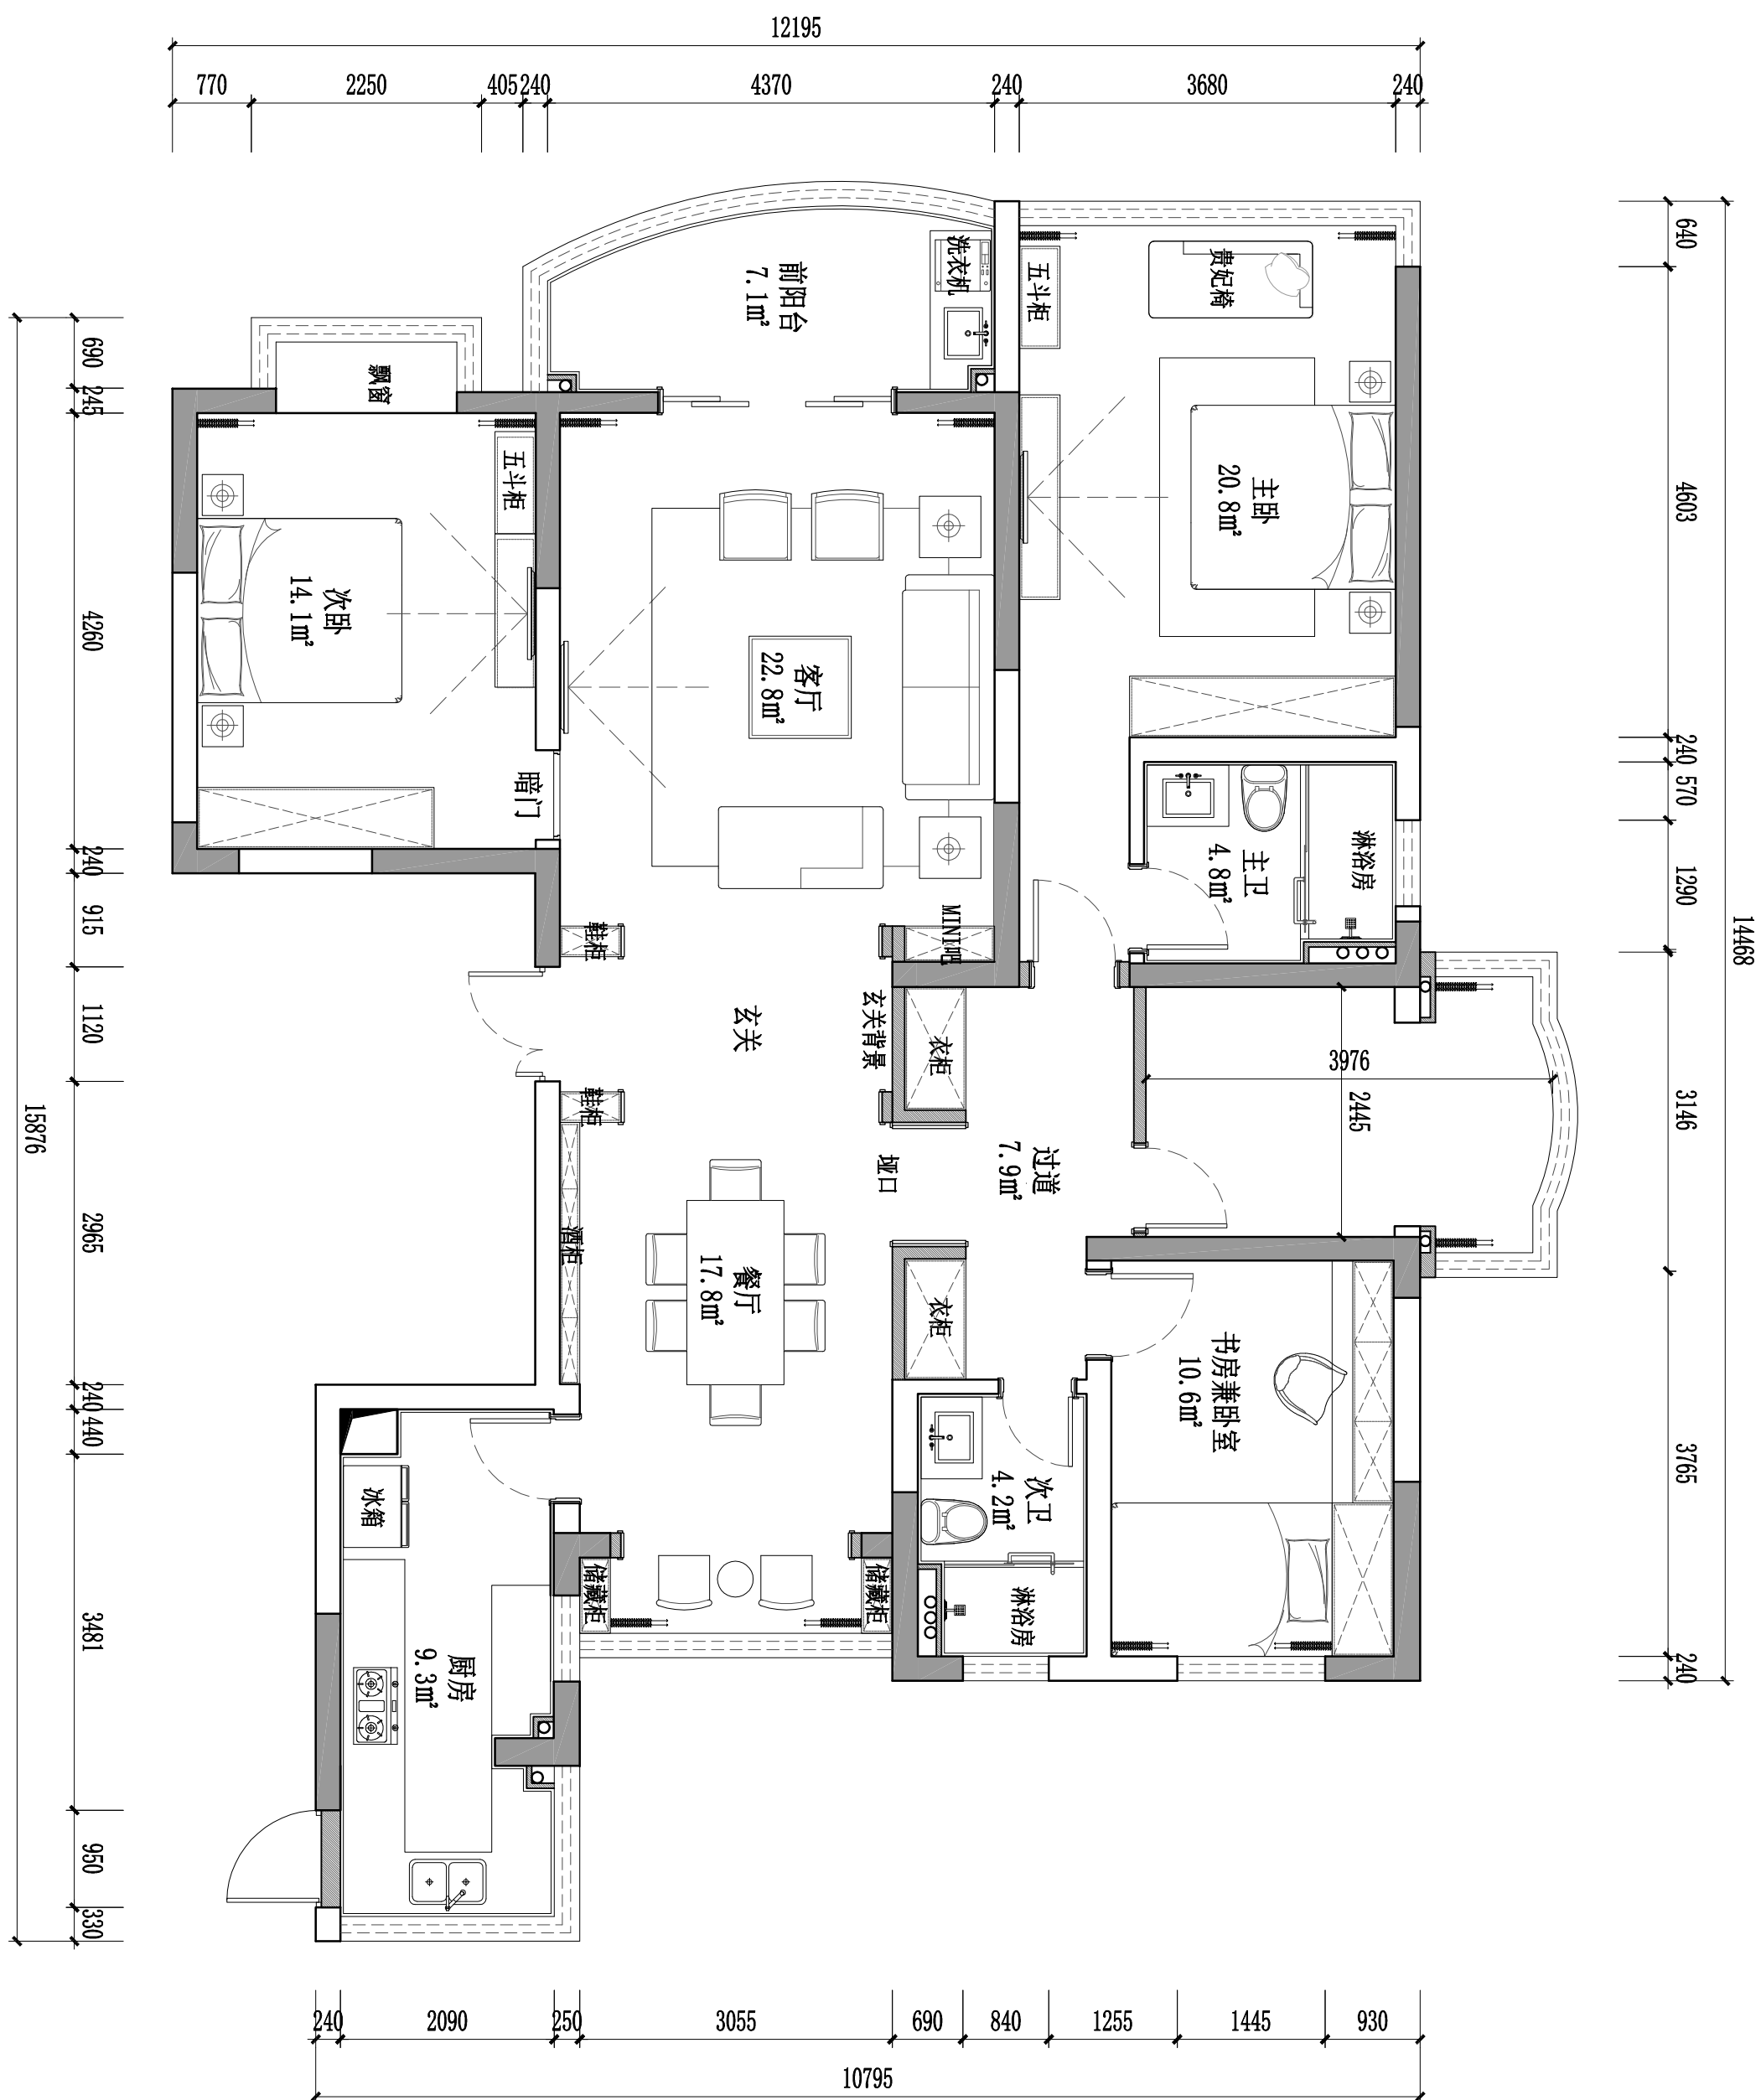 12195
770
2250
405
240
4370
240
3680
240
640
4603
240
570
1290
3146
3765
240
14468
690
245
4260
240
915
1120
2965
240
440
3481
950
330
15876
洗衣机
前阳台
7.1m²
五斗柜
贵妃椅
飘窗
五斗柜
主卧
20.8m²
次卧
14.1m²
客厅
22.8m²
暗门
淋浴房
主卫
4.8m²
鞋柜
MINI吧
玄关
玄关背景
衣柜
3976
2445
鞋柜
垭口
过道
7.9m²
酒柜
餐厅
17.8m²
衣柜
书房兼卧室
10.6m²
冰箱
次卫
4.2m²
储藏柜
储藏柜
淋浴房
厨房
9.3m²
240
2090
250
3055
690
840
1255
1445
930
10795